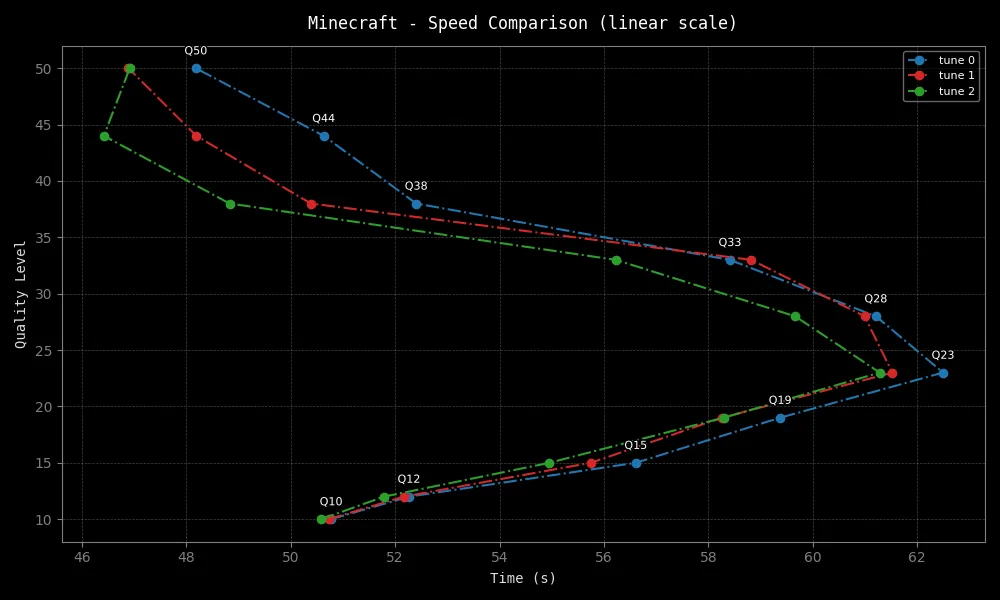 Minecraft - Speed Comparison (linear scale)
Q50
tune 0
tune 1
tune 2
50
Q44
45
Q38
40
35
Q33
Quality Level
30
Q28
25
Q23
20
Q19
15
Q15
Q12
10
Q10
46
48
50
52
54
56
58
60
62
Time (s)